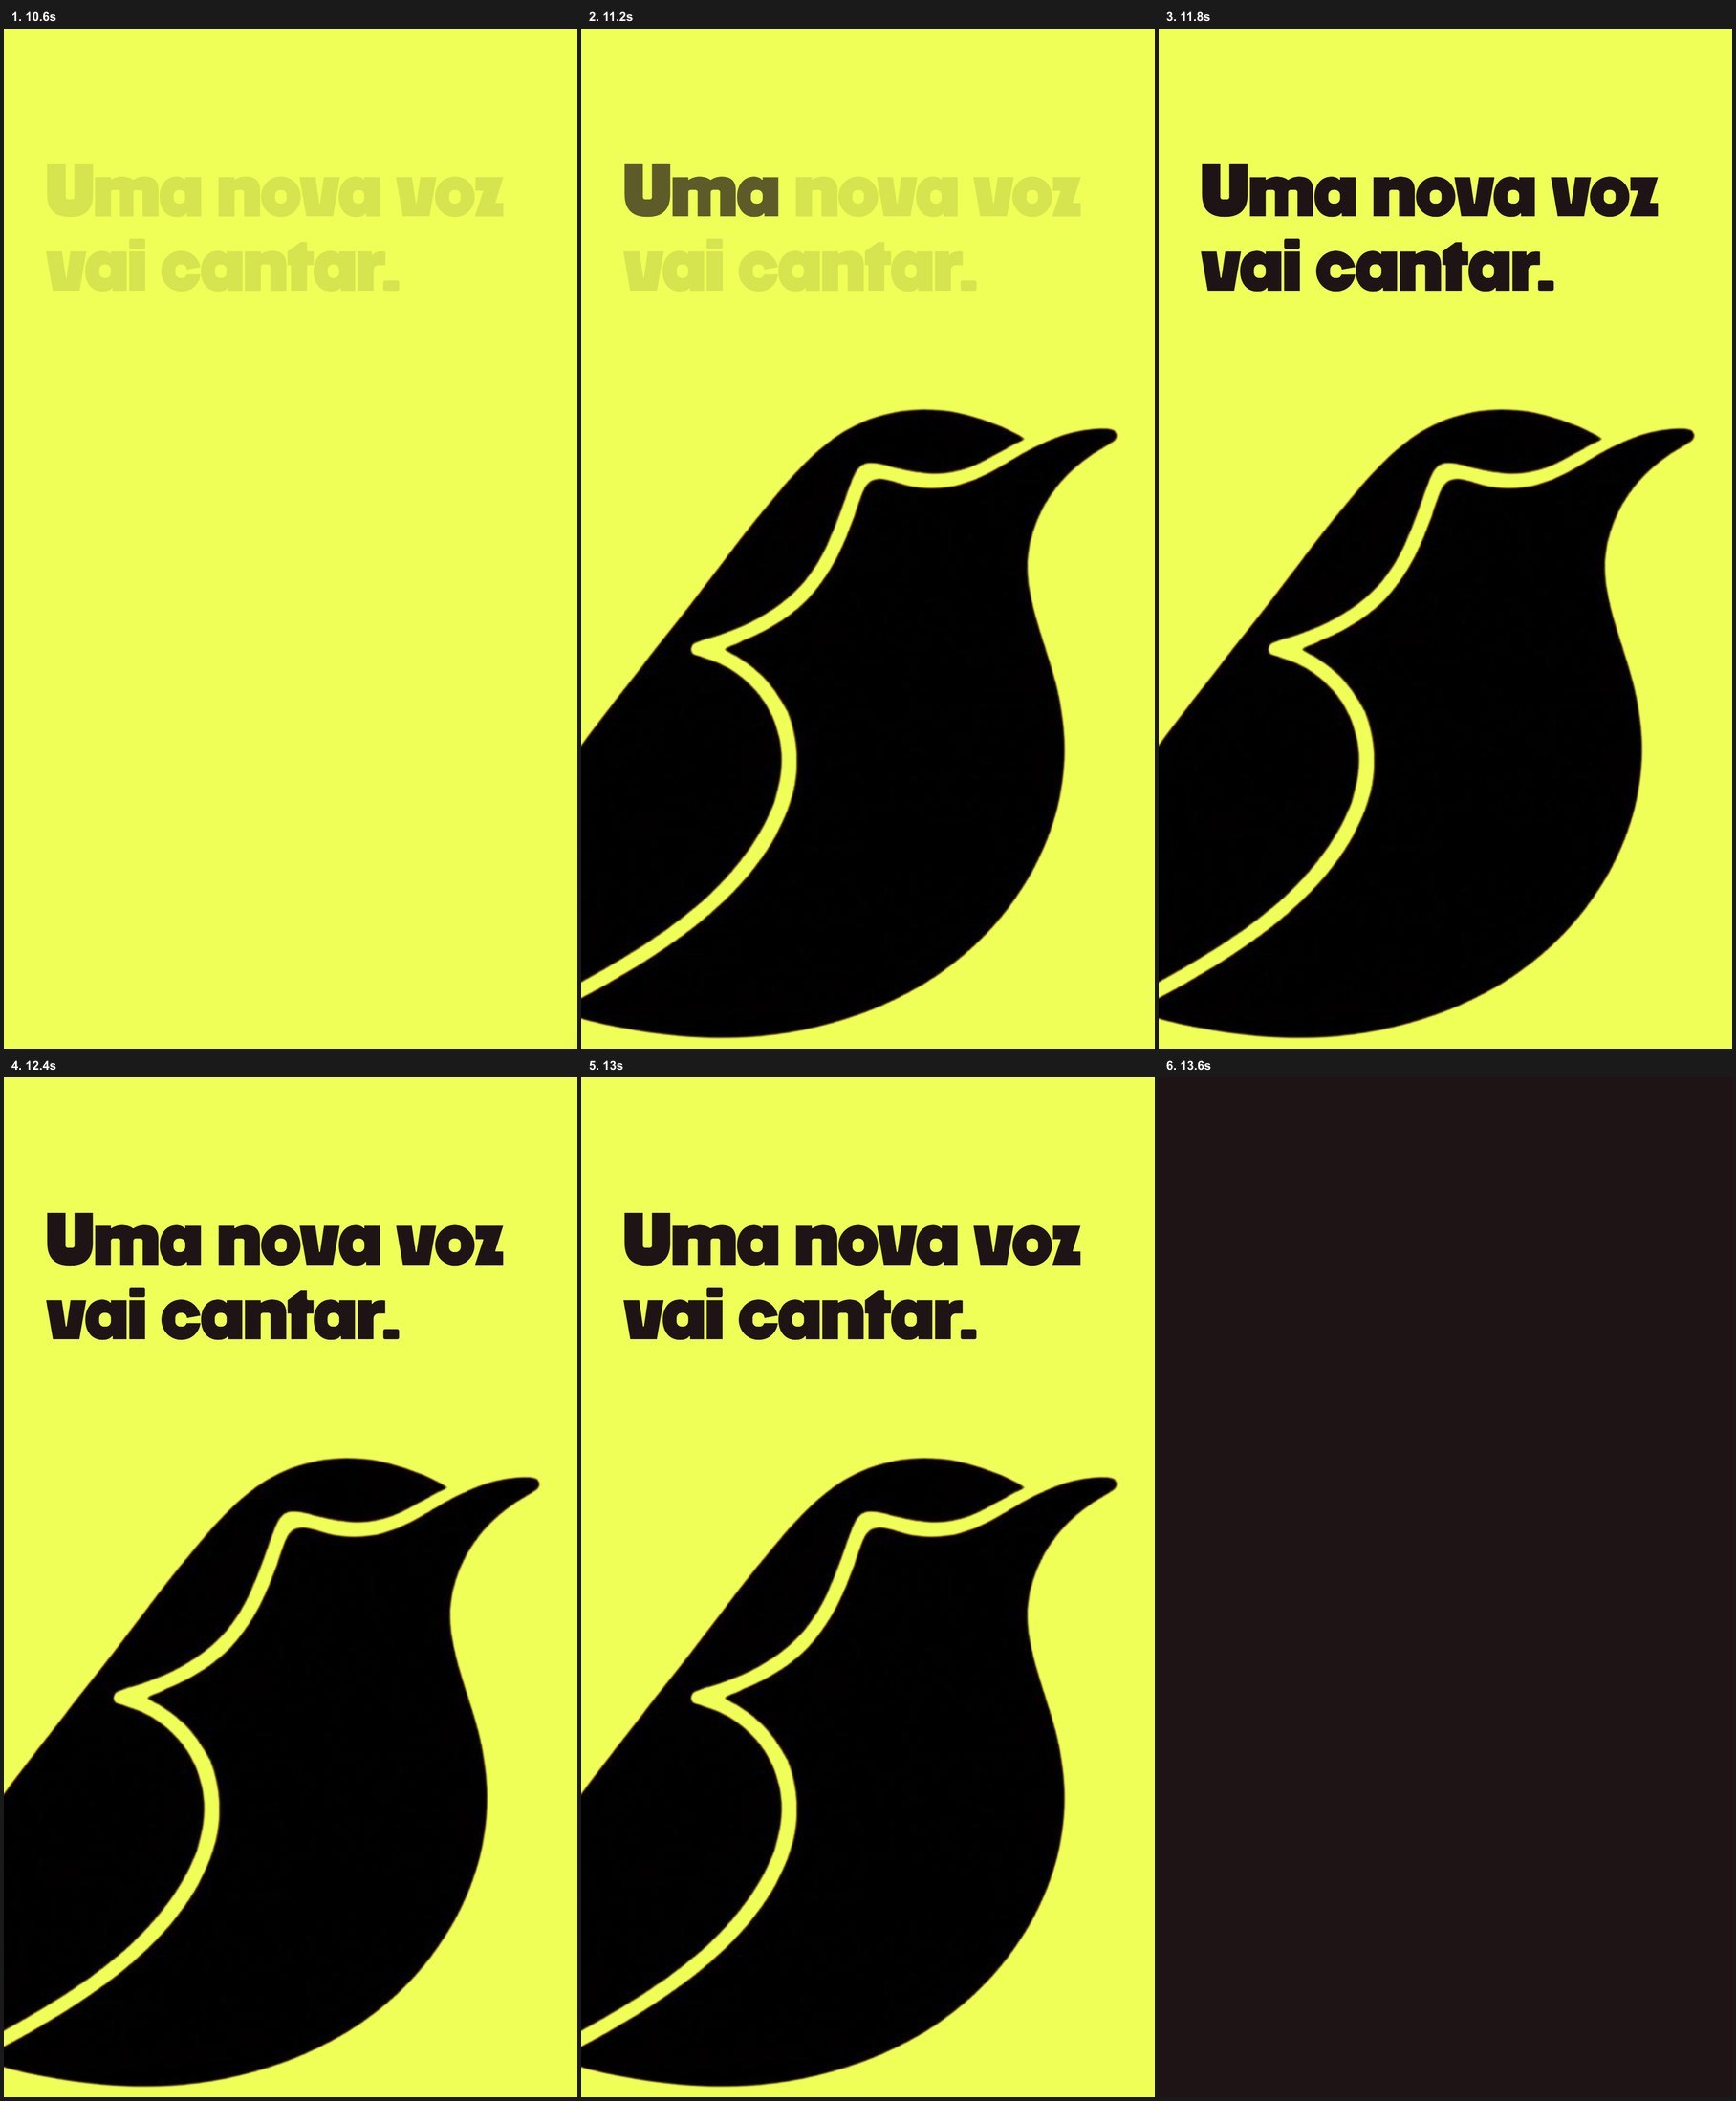 1. 10.6s
2. 11.2s
3. 11.8s
Uma nova voz
vai cantar.
Uma nova voz
vai cantar.
Uma nova voz
vai cantar.
4. 12.4s
5. 13s
6. 13.6s
Uma nova voz
vai cantar.
Uma nova voz
vai cantar.